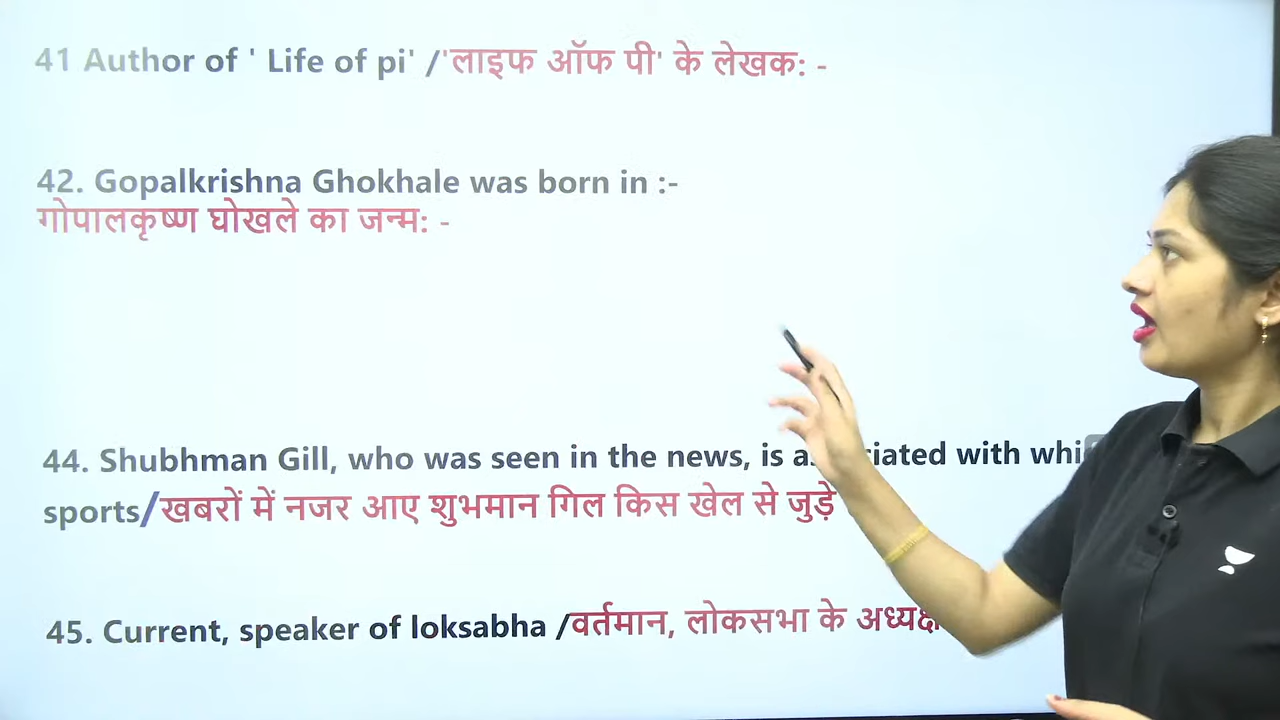 41 Author of ' Life of pi' /'लाइफ ऑफ पी' के लेखक: -
42. Gopalkrishna Ghokhale was born in :-
गोपालकृष्ण घोखले का जन्म: -
44. Shubhman Gill, who was seen in the news, is with
sports/खबरों में नजर आए शुभमान गिल किस खेल से जुड़े
45. Current, speaker of loksabha /वर्तमान, लोकसभा के